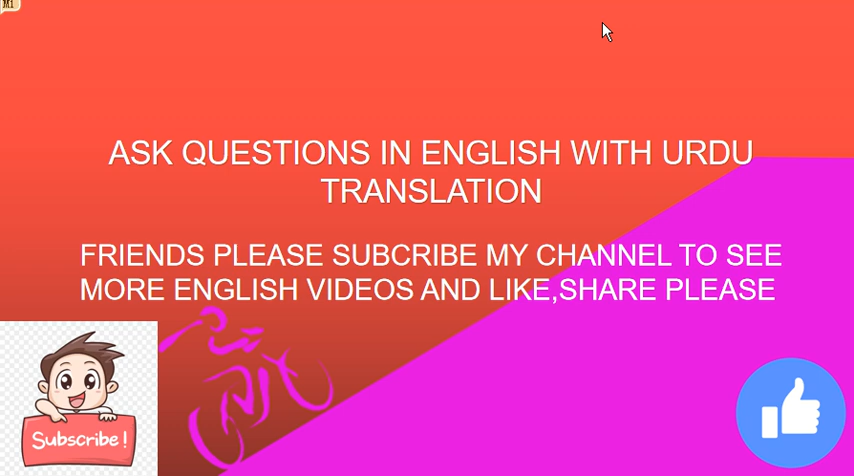 M1
ASK QUESTIONS IN ENGLISH WITH URDU
TRANSLATION
FRIENDS PLEASE SUBCRIBE MY CHANNEL TO SEE
MORE ENGLISH VIDEOS AND LIKE,SHARE PLEASE
Subscribe!